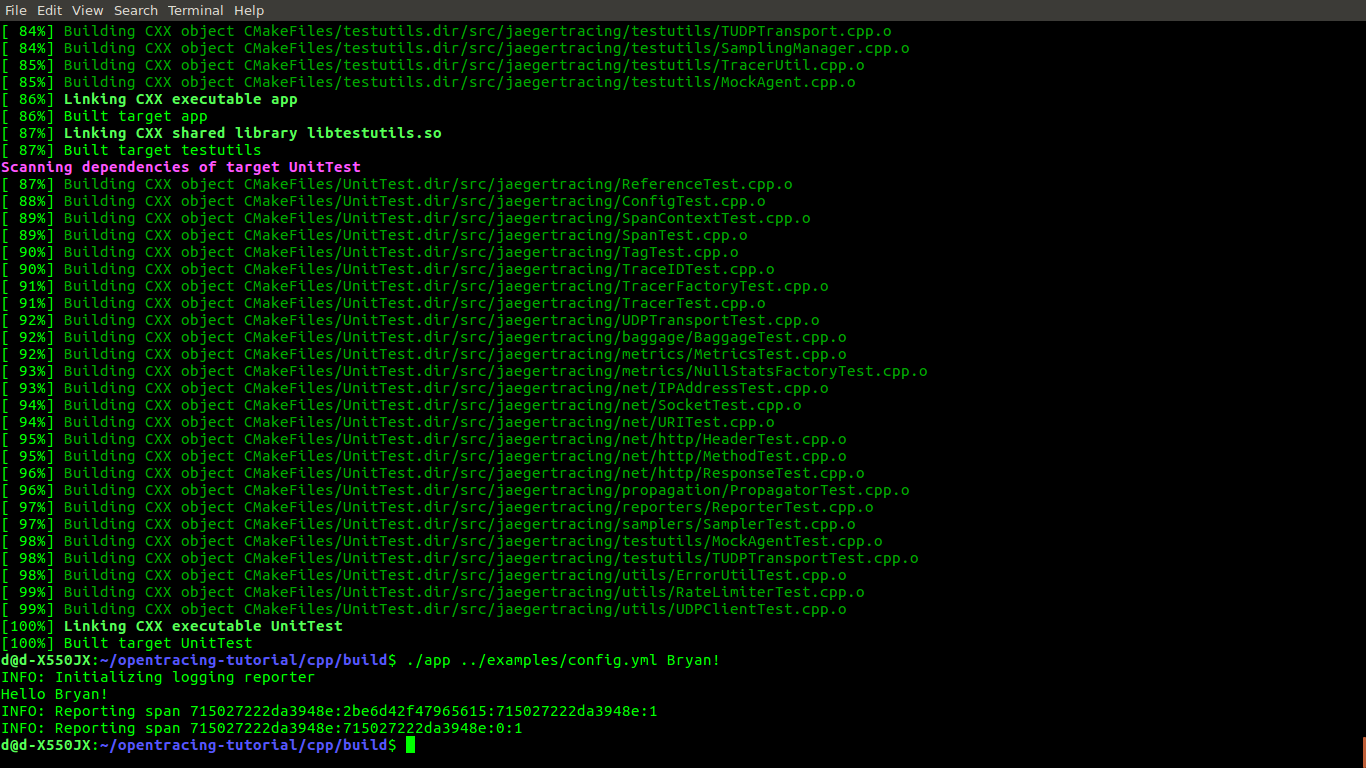 File Edit View Search Terminal Help
[ 84%] Building CXX object CMakeFiles/testutils.dir/src/jaegertracing/testutils/TUDPTransport.cpp.o
[ 84%] Building CXX object CMakeFiles/testutils.dir/src/jaegertracing/testutils/SamplingManager.cpp.o
[ 85%] Building CXX object CMakeFiles/testutils.dir/src/jaegertracing/testutils/TracerUtil.cpp.o
[ 85%] Building CXX object CMakeFiles/testutils.dir/src/jaegertracing/testutils/MockAgent.cpp.o
[ 86%] Linking CXX executable app
[ 86%] Built target app
[ 87%] Linking CXX shared library libtestutils.so
[ 87%] Built target testutils
Scanning dependencies of target UnitTest
[ 87%] Building CXX object CMakeFiles/UnitTest.dir/src/jaegertracing/ReferenceTest.cpp.o
[ 88%] Building CXX object CMakeFiles/UnitTest.dir/src/jaegertracing/ConfigTest.cpp.o
[ 89%] Building CXX object CMakeFiles/UnitTest.dir/src/jaegertracing/SpanContextTest.cpp.o
[ 89%] Building CXX object CMakeFiles/UnitTest.dir/src/jaegertracing/SpanTest.cpp.o
[ 90%] Building CXX object CMakeFiles/UnitTest.dir/src/jaegertracing/TagTest.cpp.o
[ 90%] Building CXX object CMakeFiles/UnitTest.dir/src/jaegertracing/TraceIDTest.cpp.o
[ 91%] Building CXX object CMakeFiles/UnitTest.dir/src/jaegertracing/TracerFactoryTest.cpp.o
[ 91%] Building CXX object CMakeFiles/UnitTest.dir/src/jaegertracing/TracerTest.cpp.o
[ 92%] Building CXX object CMakeFiles/UnitTest.dir/src/jaegertracing/UDPTransportTest.cpp.o
[ 92%] Building CXX object CMakeFiles/UnitTest.dir/src/jaegertracing/baggage/BaggageTest.cpp.o
[ 92%] Building CXX object CMakeFiles/UnitTest.dir/src/jaegertracing/metrics/MetricsTest.cpp.o
[ 93%] Building CXX object CMakeFiles/UnitTest.dir/src/jaegertracing/metrics/NullStatsFactoryTest.cpp.o
[ 93%] Building CXX object CMakeFiles/UnitTest.dir/src/jaegertracing/net/IPAddressTest.cpp.o
[ 94%] Building CXX object CMakeFiles/UnitTest.dir/src/jaegertracing/net/SocketTest.cpp.o
[ 94%] Building CXX object CMakeFiles/UnitTest.dir/src/jaegertracing/net/URITest.cpp.o
[ 95%] Building CXX object CMakeFiles/UnitTest.dir/src/jaegertracing/net/http/HeaderTest.cpp.o
[ 95%] Building CXX object CMakeFiles/UnitTest.dir/src/jaegertracing/net/http/MethodTest.cpp.o
[ 96%] Building CXX object CMakeFiles/UnitTest.dir/src/jaegertracing/net/http/ResponseTest.cpp.o
[ 96%] Building CXX object CMakeFiles/UnitTest.dir/src/jaegertracing/propagation/PropagatorTest.cpp.o
[ 97%] Building CXX object CMakeFiles/UnitTest.dir/src/jaegertracing/reporters/ReporterTest.cpp.o
[ 97%] Building CXX object CMakeFiles/UnitTest.dir/src/jaegertracing/samplers/SamplerTest.cpp.o
[ 98%] Building CXX object CMakeFiles/UnitTest.dir/src/jaegertracing/testutils/MockAgentTest.cpp.o
[ 98%] Building CXX object CMakeFiles/UnitTest.dir/src/jaegertracing/testutils/TUDPTransportTest.cpp.o
[ 98%] Building CXX object CMakeFiles/UnitTest.dir/src/jaegertracing/utils/ErrorUtilTest.cpp.o
[ 99%] Building CXX object CMakeFiles/UnitTest.dir/src/jaegertracing/utils/RateLimiterTest.cpp.o
[ 99%] Building CXX object CMakeFiles/UnitTest.dir/src/jaegertracing/utils/UDPClientTest.cpp.o
[100%] Linking CXX executable UnitTest
[100%] Built target UnitTest
d@d-X550JX:~/opentracing-tutorial/cpp/build$ ./app ../examples/config.yml Bryan!
INFO: Initializing logging reporter
Hello Bryan!
INFO: Reporting span 715027222da3948e:2be6d42f47965615:715027222da3948e:1
INFO: Reporting span 715027222da3948e:715027222da3948e:0:1
d@d-X550JX:~/opentracing-tutorial/cpp/build$